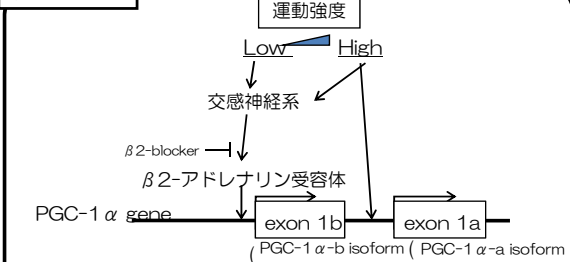 運動強度
Low High
交感神経系
β2-blocker
β2-アドレナリン受容体
PGC-1α gene
exon 1b exon 1a
( PGC-1α-b isoform ( PGC-1α-a isoform